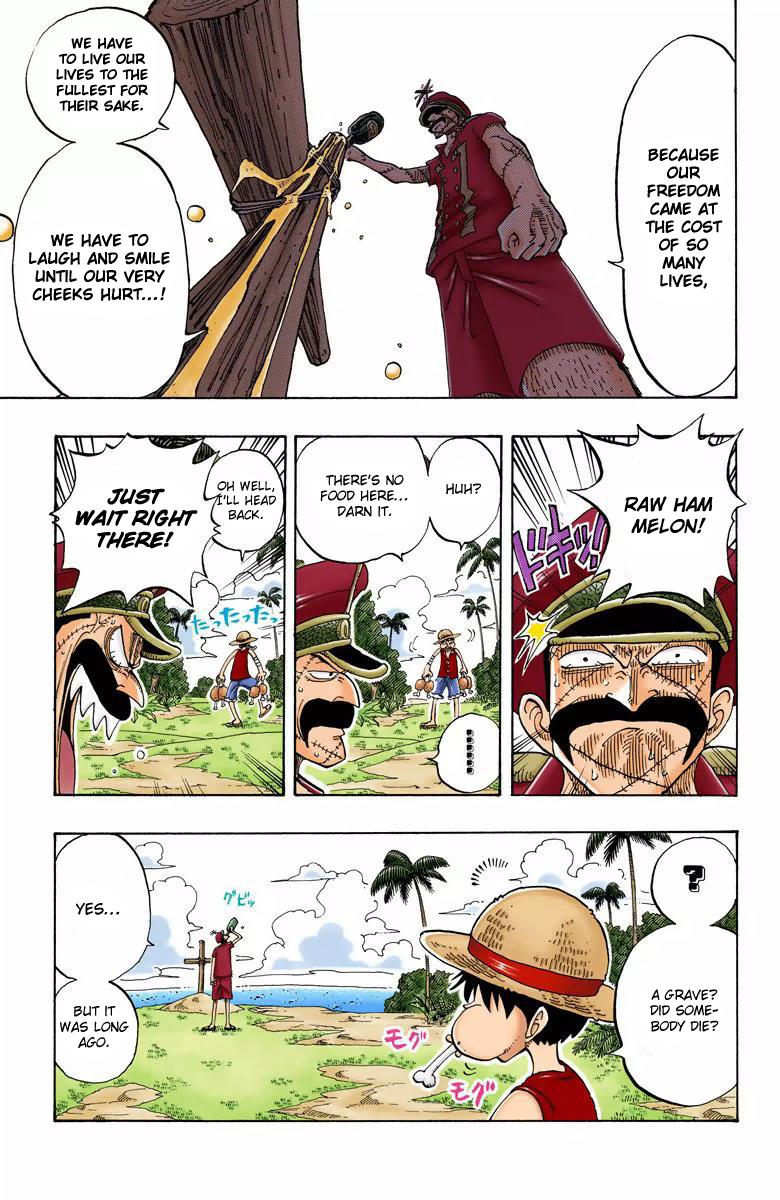 BECAUSE
OUR
FREEDOM
CAME AT
THE COST
OF SO
MANY
LIVES,
WE HAVE
TO LIVE OUR
LIVES TO THE
FULLEST FOR
THEIR SAKE.
WE HAVE TO
LAUGH AND SMILE
UNTIL OUR VERY
CHEEKS HURT...!
RAW HAM
MELON!
ドキッ!
HUH?
THERE'S NO
FOOD HERE...
DARN IT.
OH WELL,
I'LL HEAD
BACK.
たったったっ
JUST
WAIT RIGHT
THERE!
?
A GRAVE?
DID SOME-
BODY DIE?
モグ
モグ
グビッ
YES...
BUT IT
WAS LONG
AGO.